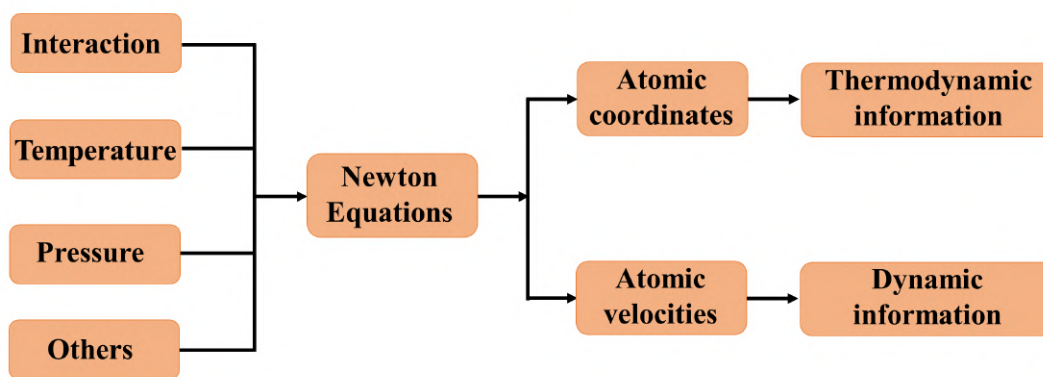 Interaction
Temperature
Pressure
Others
Newton
Equations
Atomic
coordinates
Thermodynamic
information
Atomic
velocities
Dynamic
information